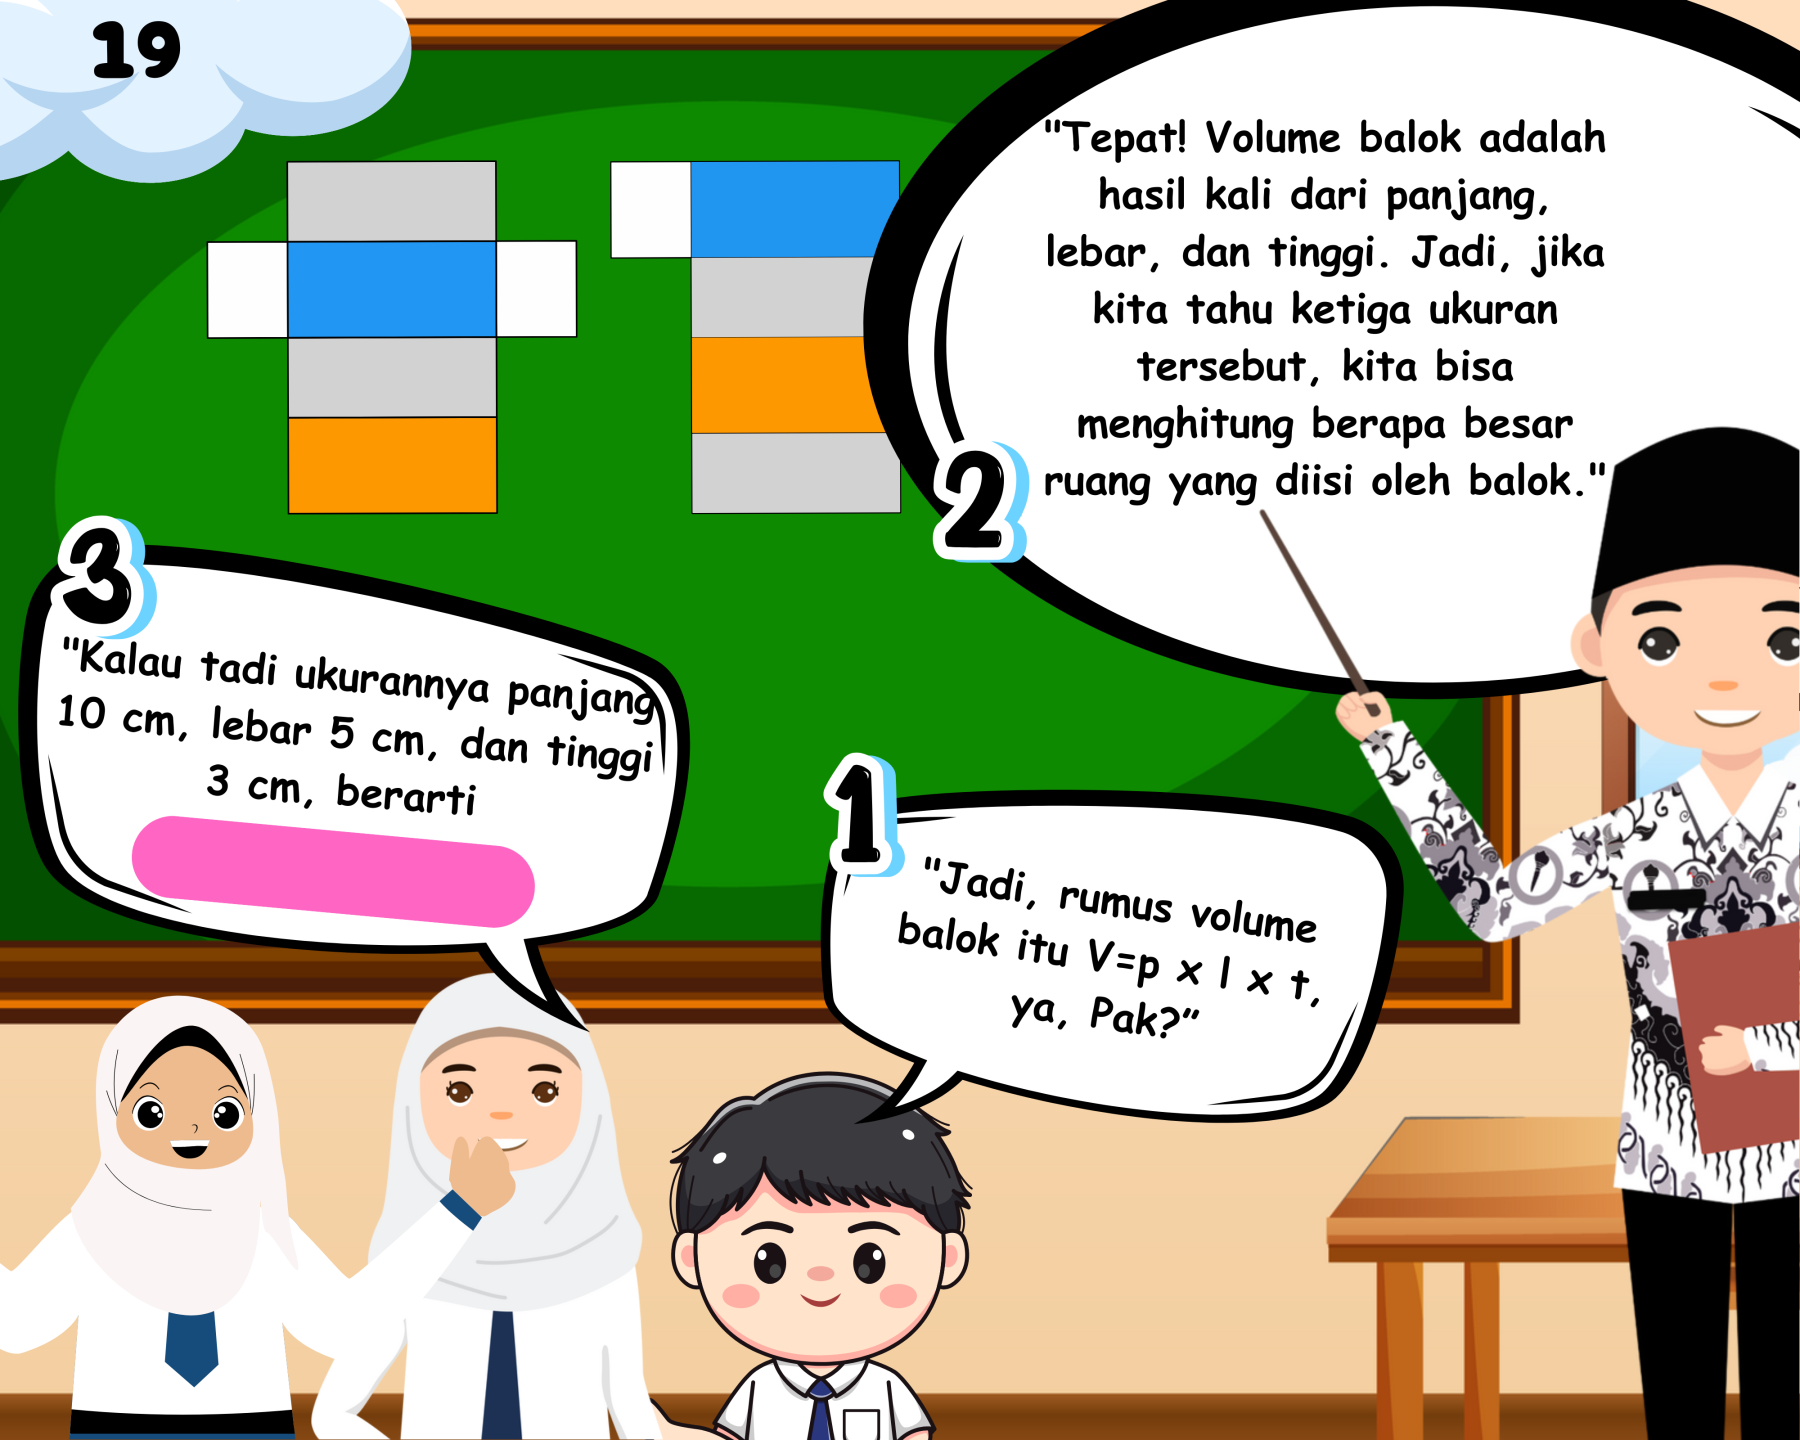 19
1
"Jadi, rumus volume
balok itu V=p x l x t,
ya, Pak?”
2
"Tepat! Volume balok adalah
hasil kali dari panjang,
lebar, dan tinggi. Jadi, jika
kita tahu ketiga ukuran
tersebut, kita bisa
menghitung berapa besar
ruang yang diisi oleh balok."
3
"Kalau tadi ukurannya panjang
10 cm, lebar 5 cm, dan tinggi
3 cm, berarti